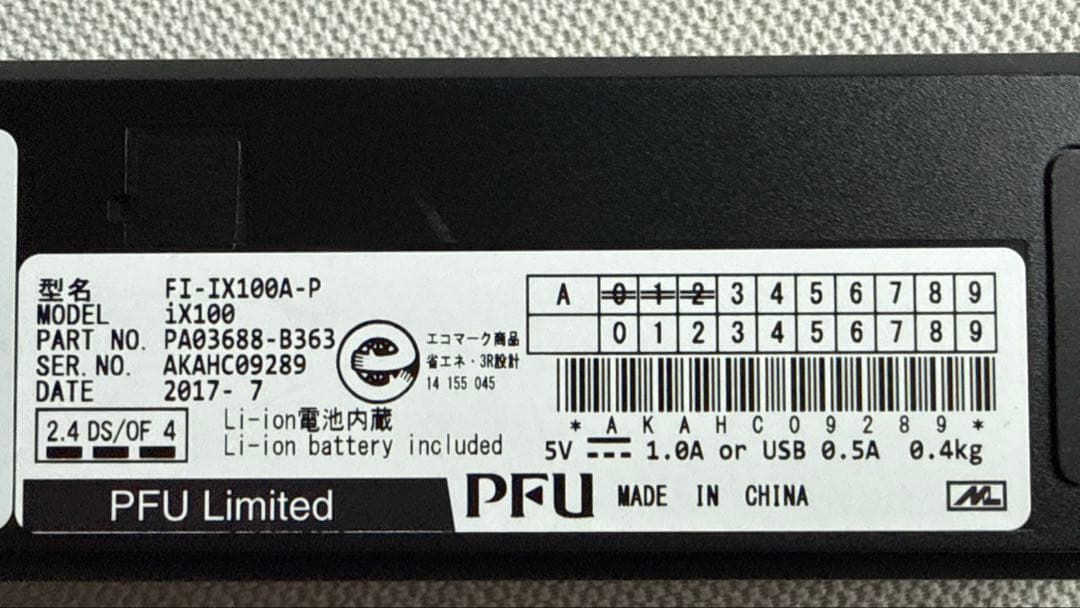 型名 FI-IX100A-P
MODEL iX100
PART NO. PA03688-B363
SER. NO. AKAHC09289
DATE 2017- 7
エコマーク商品
省エネ・3R設計
14 155 045
2.4 DS/OF 4
Li-ion電池内蔵
Li-ion battery included
A 0 1 2 3 4 5 6 7 8 9
0 1 2 3 4 5 6 7 8 9
* A K A H C 0 9 2 8 9 *
5V ⎓ 1.0A or USB 0.5A 0.4kg
PFU Limited
PFU MADE IN CHINA